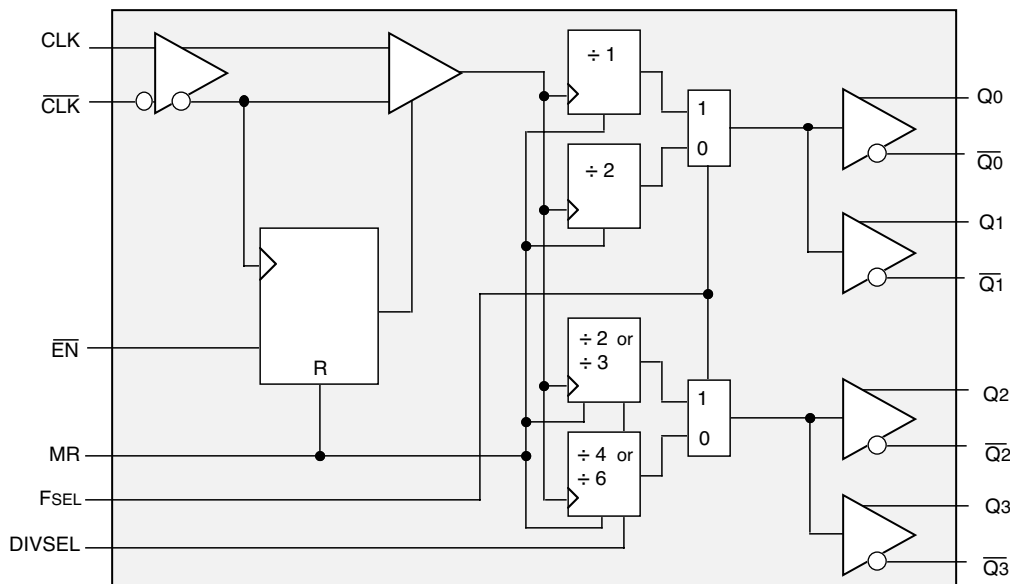 CLK
CLK
EN
MR
FSEL
DIVSEL
R
÷ 1
÷ 2
÷ 2 or
÷ 3
÷ 4 or
÷ 6
1
0
1
0
Q0
Q0
Q1
Q1
Q2
Q2
Q3
Q3